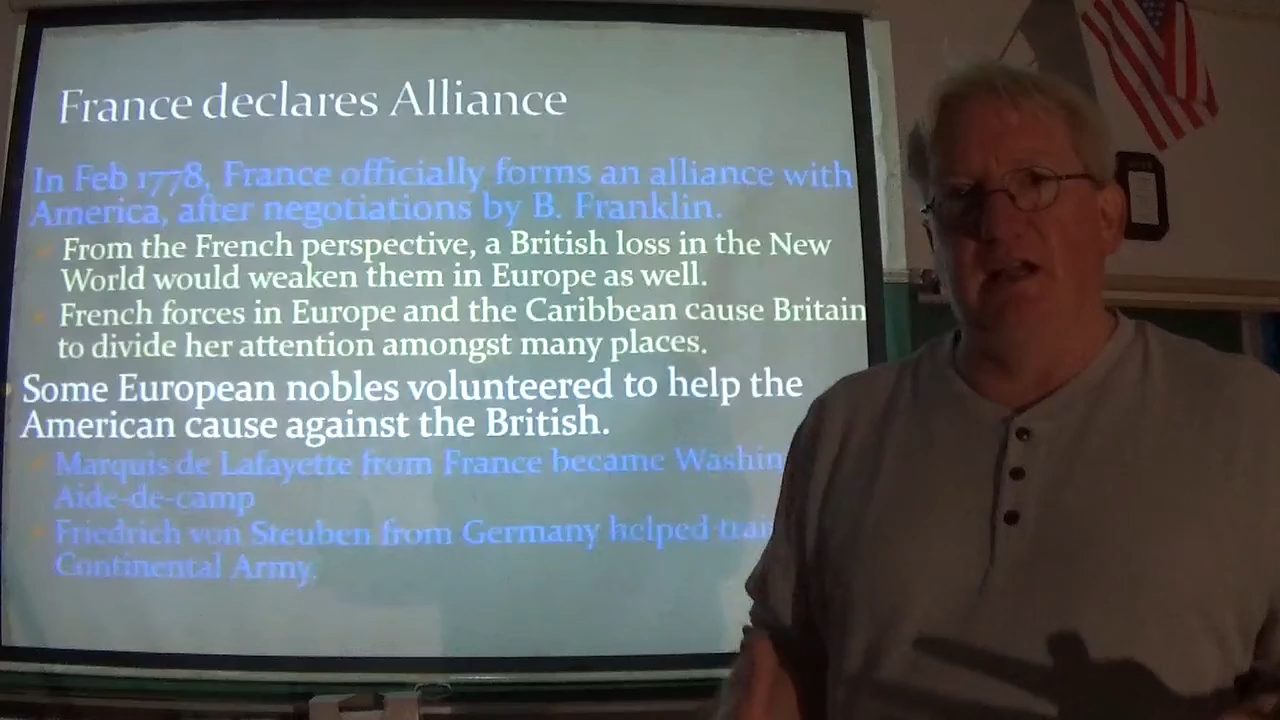 France declares Alliance
In Feb 1778, France officially forms an alliance with
America, after negotiations by B. Franklin.
From the French perspective, a British loss in the New
World would weaken them in Europe as well.
French forces in Europe and the Caribbean cause Britain
to divide her attention amongst many places.
Some European nobles volunteered to help the
American cause against the British.
Marquis de Lafayette from France became
Aide-de-camp
Friedrich von Steuben from Germany helped
Continental Army.